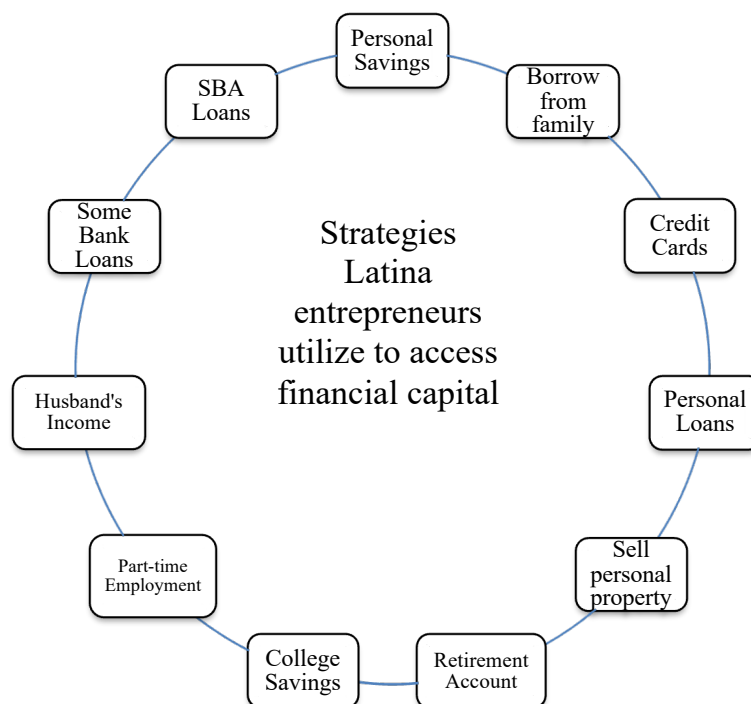 Personal
Savings
Borrow
from
family
Credit
Cards
Personal
Loans
Sell
personal
property
Retirement
Account
College
Savings
Part-time
Employment
Husband's
Income
Some
Bank
Loans
SBA
Loans
Strategies
Latina
entrepreneurs
utilize to access
financial capital